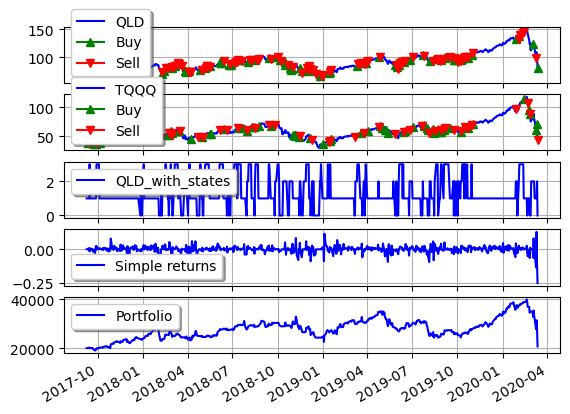 150
QLD
Buy
Sell
100
100
50
TQQQ
Buy
Sell
2
0
QLD_with_states
0.00
−0.25
Simple returns
40000
20000
Portfolio
2017-10 2018-01 2018-04 2018-07 2018-10 2019-01 2019-04 2019-07 2019-10 2020-01 2020-04